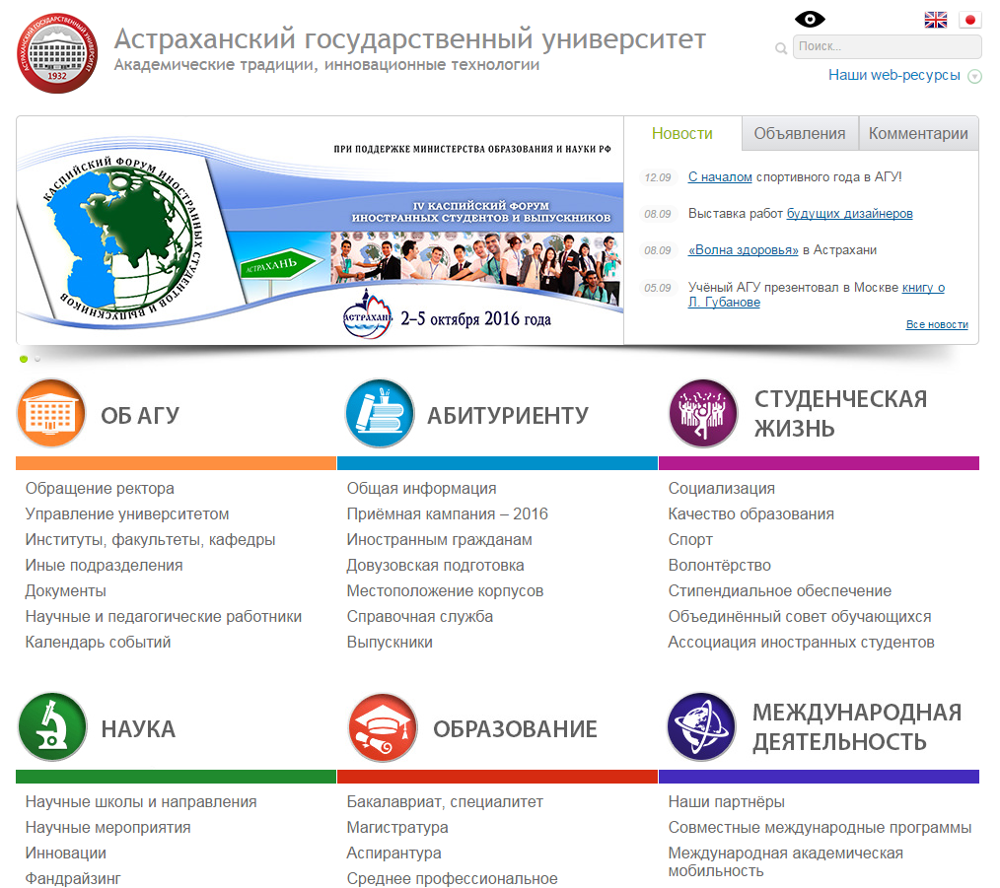 АСТРАХАНСКИЙ ГОСУДАРСТВЕННЫЙ УНИВЕРСИТЕТ
1932
Астраханский государственный университет
Академические традиции, инновационные технологии
Поиск...
Наши web-ресурсы
ПРИ ПОДДЕРЖКЕ МИНИСТЕРСТВА ОБРАЗОВАНИЯ И НАУКИ РФ
КАСПИЙСКИЙ ФОРУМ ИНОСТРАННЫХ СТУДЕНТОВ И ВЫПУСКНИКОВ
IV КАСПИЙСКИЙ ФОРУМ
ИНОСТРАННЫХ СТУДЕНТОВ И ВЫПУСКНИКОВ
АСТРАХАНЬ
АСТРАХАНЬ
2–5 октября 2016 года
Новости
Объявления
Комментарии
12.09 С началом спортивного года в АГУ!
08.09 Выставка работ будущих дизайнеров
08.09 «Волна здоровья» в Астрахани
05.09 Учёный АГУ презентовал в Москве книгу о
Л. Губанове
Все новости
ОБ АГУ
Обращение ректора
Управление университетом
Институты, факультеты, кафедры
Иные подразделения
Документы
Научные и педагогические работники
Календарь событий
АБИТУРИЕНТУ
Общая информация
Приёмная кампания – 2016
Иностранным гражданам
Довузовская подготовка
Местоположение корпусов
Справочная служба
Выпускники
СТУДЕНЧЕСКАЯ
ЖИЗНЬ
Социализация
Качество образования
Спорт
Волонтёрство
Стипендиальное обеспечение
Объединённый совет обучающихся
Ассоциация иностранных студентов
НАУКА
Научные школы и направления
Научные мероприятия
Инновации
Фандрайзинг
ОБРАЗОВАНИЕ
Бакалавриат, специалитет
Магистратура
Аспирантура
Среднее профессиональное
МЕЖДУНАРОДНАЯ
ДЕЯТЕЛЬНОСТЬ
Наши партнёры
Совместные международные программы
Международная академическая
мобильность